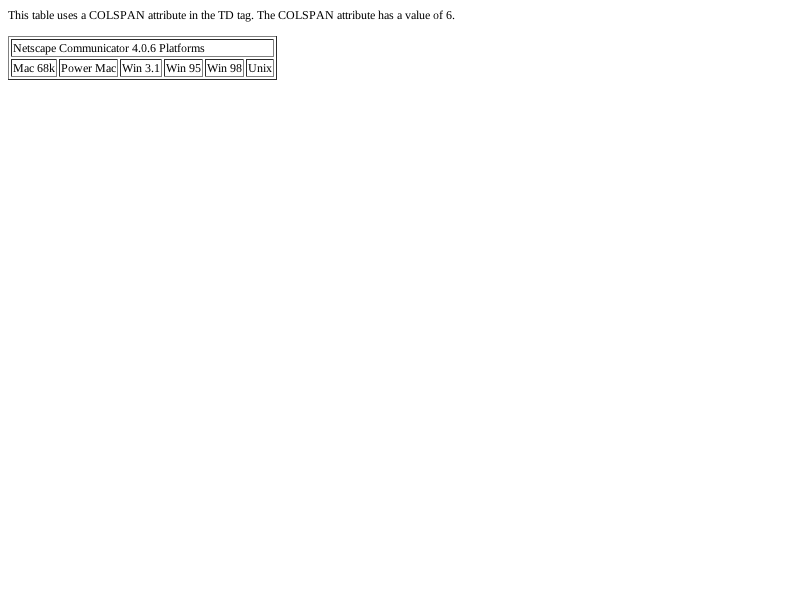 This table uses a COLSPAN attribute in the TD tag. The COLSPAN attribute has a value of 6.
Netscape Communicator 4.0.6 Platforms
Mac 68k Power Mac Win 3.1 Win 95 Win 98 Unix